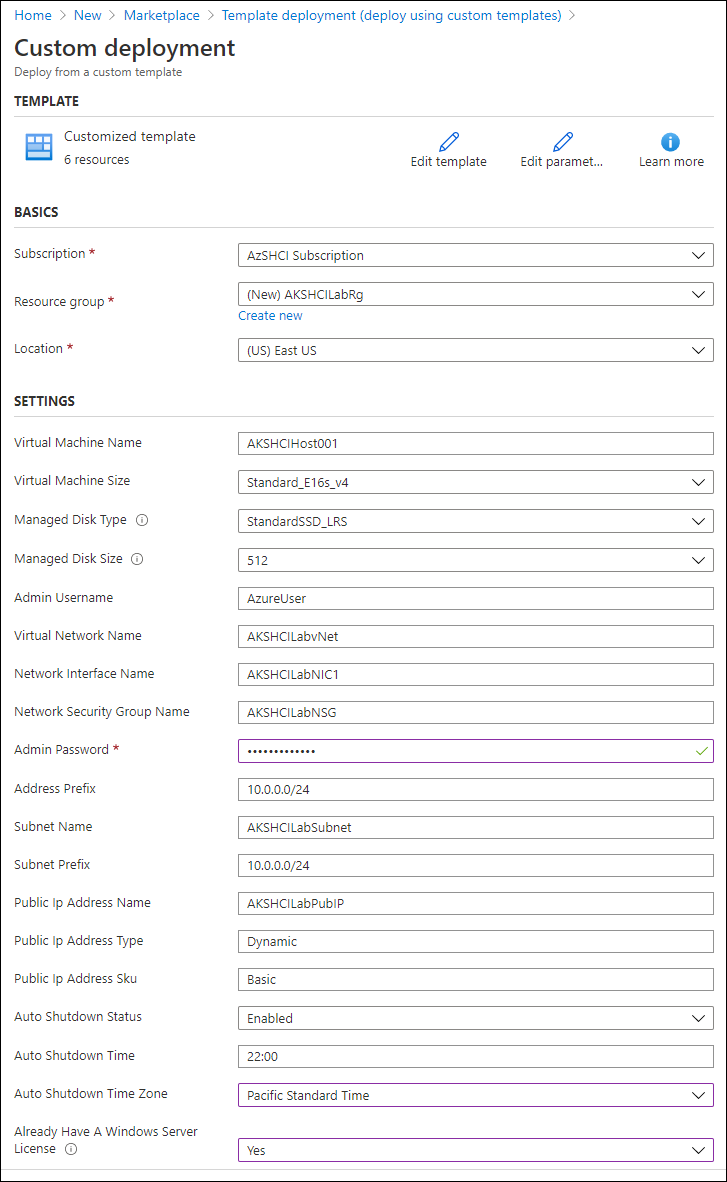 Home > New > Marketplace > Template deployment (deploy using custom templates) >
Custom deployment
Deploy from a custom template
TEMPLATE
Customized template
6 resources
Edit template
Edit paramet...
Learn more
BASICS
Subscription *
AzSHCI Subscription
Resource group *
(New) AKSHCILabRg
Create new
Location *
(US) East US
SETTINGS
Virtual Machine Name
AKSHCIHost001
Virtual Machine Size
Standard_E16s_v4
Managed Disk Type
StandardSSD_LRS
Managed Disk Size
512
Admin Username
AzureUser
Virtual Network Name
AKSHCILabvNet
Network Interface Name
AKSHCILabNIC1
Network Security Group Name
AKSHCILabNSG
Admin Password *
•••••••••••••
Address Prefix
10.0.0.0/24
Subnet Name
AKSHCILabSubnet
Subnet Prefix
10.0.0.0/24
Public Ip Address Name
AKSHCILabPubIP
Public Ip Address Type
Dynamic
Public Ip Address Sku
Basic
Auto Shutdown Status
Enabled
Auto Shutdown Time
22:00
Auto Shutdown Time Zone
Pacific Standard Time
Already Have A Windows Server
License
Yes